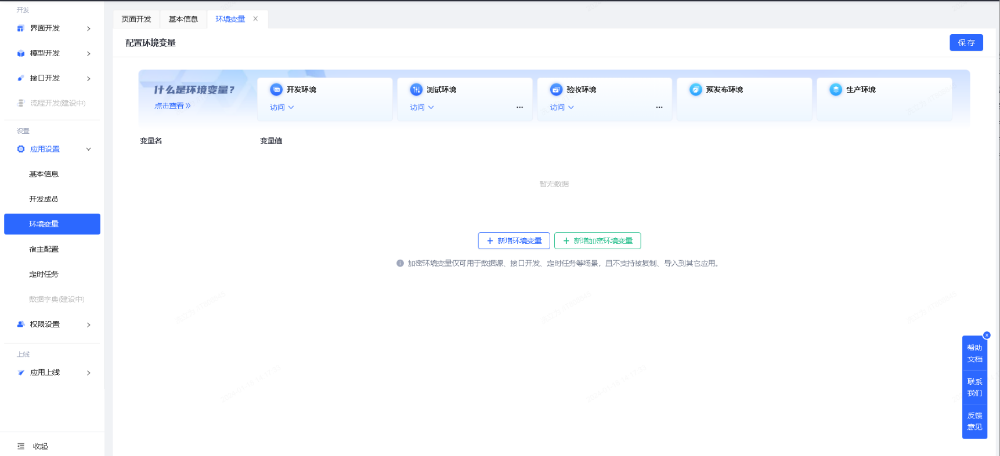 开发
界面开发
模型开发
接口开发
流程开发(建设中)
设置
应用设置
基本信息
开发成员
环境变量
宿主配置
定时任务
数据字典(建设中)
权限设置
上线
应用上线
收起
页面开发
基本信息
环境变量
配置环境变量
保存
什么是环境变量?
点击查看
开发环境
访问
测试环境
访问
验收环境
访问
预发布环境
生产环境
变量名
变量值
暂无数据
新增环境变量
新增加密环境变量
加密环境变量仅可用于数据源、接口开发、定时任务等场景，且不支持被复制、导入到其它应用。
帮助
文档
联系
我们
反馈
意见